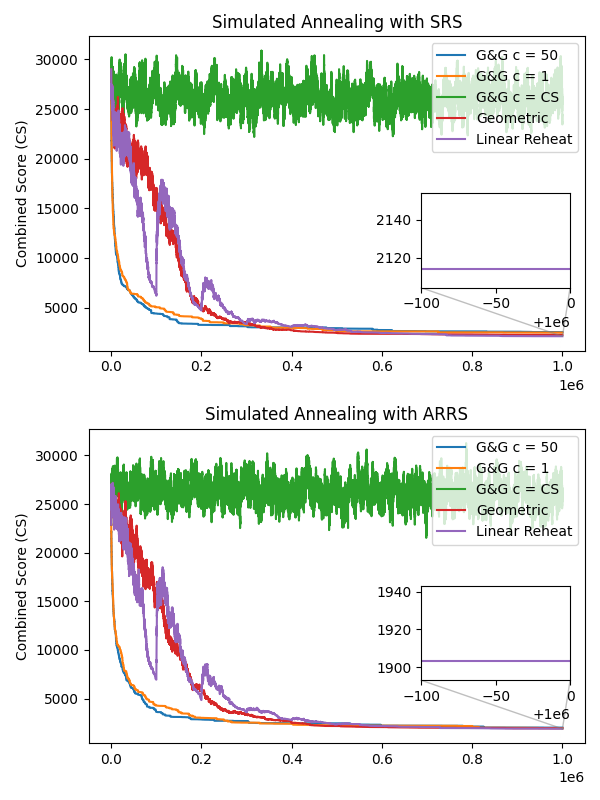 Simulated Annealing with SRS
Combined Score (CS)
30000
25000
20000
15000
10000
5000
G&G c = 50
G&G c = 1
G&G c = CS
Geometric
Linear Reheat
2140
2120
−100
−50
0
+1e6
0.0
0.2
0.4
0.6
0.8
1.0
1e6
Simulated Annealing with ARRS
Combined Score (CS)
30000
25000
20000
15000
10000
5000
G&G c = 50
G&G c = 1
G&G c = CS
Geometric
Linear Reheat
1940
1920
1900
−100
−50
0
+1e6
0.0
0.2
0.4
0.6
0.8
1.0
1e6